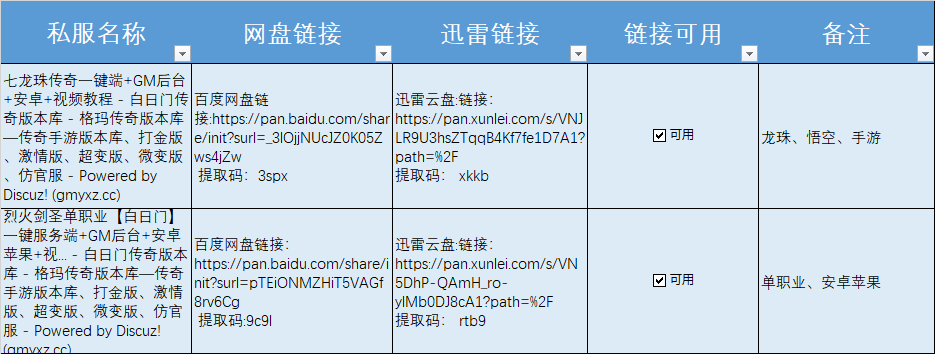 私服名称
网盘链接
迅雷链接
链接可用
备注
七龙珠传奇一键端+GM后台
+安卓+视频教程 - 白日门传
奇版本库 - 格玛传奇版本库
—传奇手游版本库、打金版
、激情版、超变版、微变版
、仿官服 - Powered by
Discuz! (gmyxz.cc)
百度网盘链
接:https://pan.baidu.com/shar
e/init?surl=_3lOjjNUcJZ0K05Z
ws4jZw
提取码：3spx
迅雷云盘:链接：
https://pan.xunlei.com/s/VNJ
LR9U3hsZTqqB4Kf7fe1D7A1?
path=%2F
提取码： xkkb
可用
龙珠、悟空、手游
烈火剑圣单职业【白日门】
一键服务端+GM后台+安卓
苹果+视... - 白日门传奇版本
库 - 格玛传奇版本库—传奇
手游版本库、打金版、激情
版、超变版、微变版、仿官
服 - Powered by Discuz!
(gmyxz.cc)
百度网盘链接：
https://pan.baidu.com/share/i
nit?surl=pTEiONMZHiT5VAGf
8rv6Cg
提取码:9c9l
迅雷云盘:链接：
https://pan.xunlei.com/s/VN
5DhP-QAmH_ro-
ylMb0DJ8cA1?path=%2F
提取码： rtb9
可用
单职业、安卓苹果